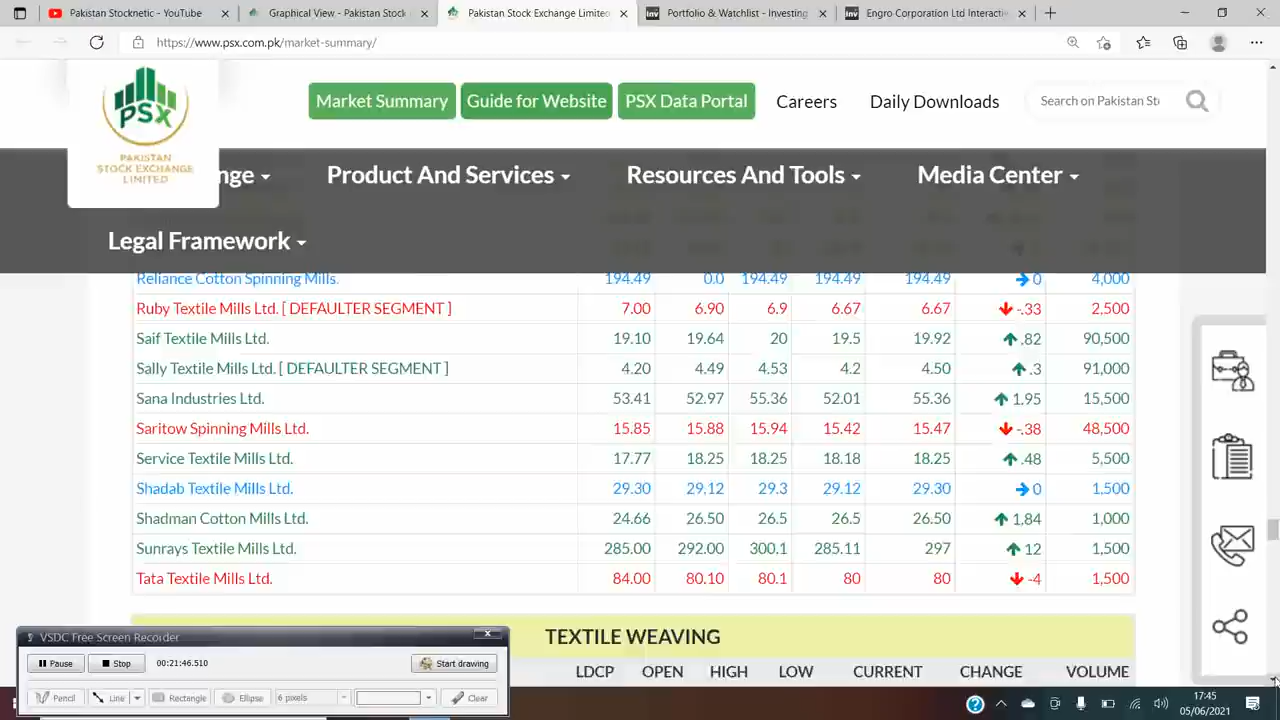 Pakistan Stocknetic - YouTube
Graphical View - Pakistan Stock
Pakistan Stock Exchange Limited
Portfolio & Watchlist - Investing
Engro Corporation Ltd Interacti
https://www.psx.com.pk/market-summary/
PSX
PAKISTAN
STOCK EXCHANGE
LIMITED
Market Summary Guide for Website PSX Data Portal Careers Daily Downloads Search on Pakistan Sto
nge Product And Services Resources And Tools Media Center
Legal Framework
Reliance Cotton Spinning Mills. 194.49 0.0 194.49 194.49 194.49 0 4,000
Ruby Textile Mills Ltd. [ DEFAULTER SEGMENT ] 7.00 6.90 6.9 6.67 6.67 -.33 2,500
Saif Textile Mills Ltd. 19.10 19.64 20 19.5 19.92 .82 90,500
Sally Textile Mills Ltd. [ DEFAULTER SEGMENT ] 4.20 4.49 4.53 4.2 4.50 .3 91,000
Sana Industries Ltd. 53.41 52.97 55.36 52.01 55.36 1.95 15,500
Saritow Spinning Mills Ltd. 15.85 15.88 15.94 15.42 15.47 -.38 48,500
Service Textile Mills Ltd. 17.77 18.25 18.25 18.18 18.25 .48 5,500
Shadab Textile Mills Ltd. 29.30 29.12 29.3 29.12 29.30 0 1,500
Shadman Cotton Mills Ltd. 24.66 26.50 26.5 26.5 26.50 1.84 1,000
Sunrays Textile Mills Ltd. 285.00 292.00 300.1 285.11 297 12 1,500
Tata Textile Mills Ltd. 84.00 80.10 80.1 80 80 -4 1,500
TEXTILE WEAVING
LDCP OPEN HIGH LOW CURRENT CHANGE VOLUME
VSDC Free Screen Recorder
Pause Stop 00:21:46.510 Start drawing
Pencil Line Rectangle Ellipse 6 pixels Clear
17:45
05/06/2021